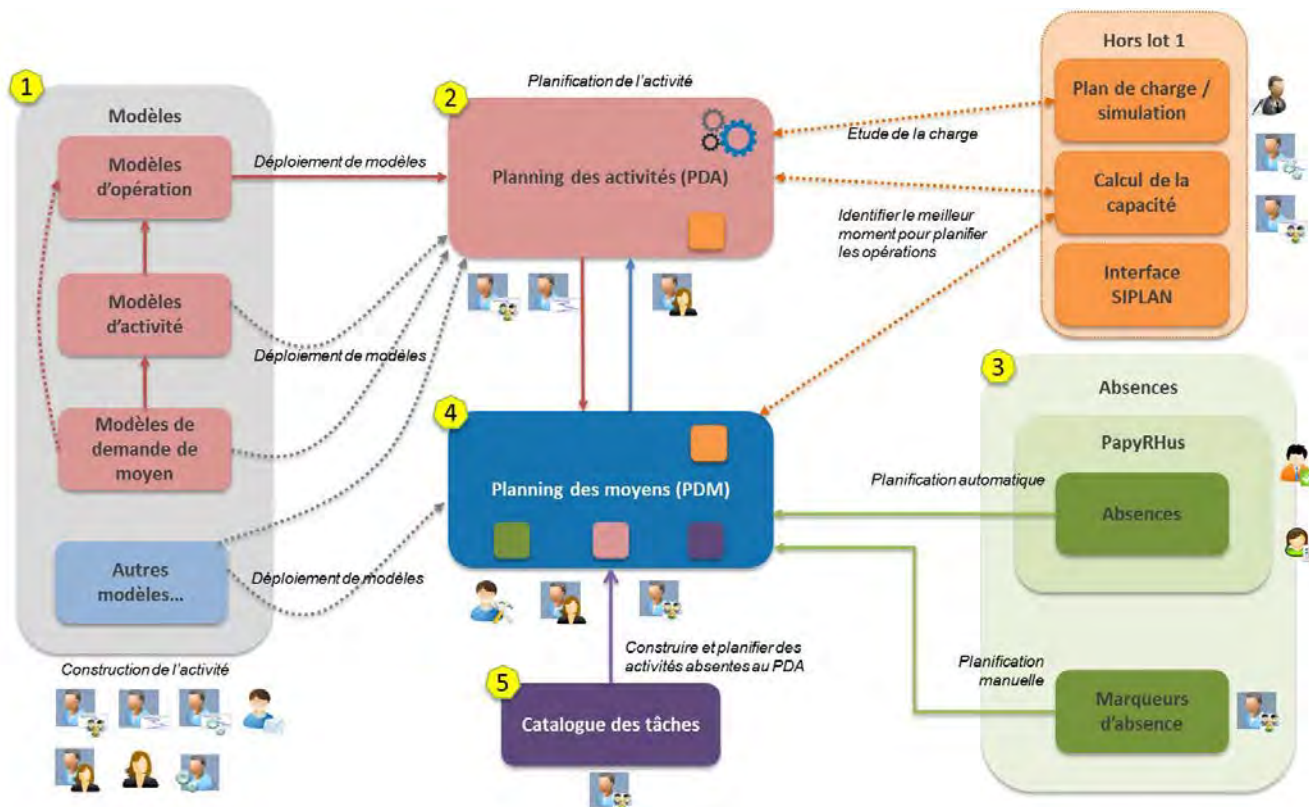 1
Modèles
Modèles
d'opération
Modèles
d'activité
Modèles de
demande de
moyen
Autres
modèles...
Construction de l'activité
Déploiement de modèles
Déploiement de modèles
Déploiement de modèles
Planification de l'activité
2
Planning des activités (PDA)
4
Planning des moyens (PDM)
Construire et planifier des
activités absentes au PDA
5
Catalogue des tâches
Etude de la charge
Identifier le meilleur
moment pour planifier
les opérations
Hors lot 1
Plan de charge /
simulation
Calcul de la
capacité
Interface
SIPLAN
3
Absences
PapyRHus
Absences
Planification automatique
Planification
manuelle
Marqueurs
d'absence